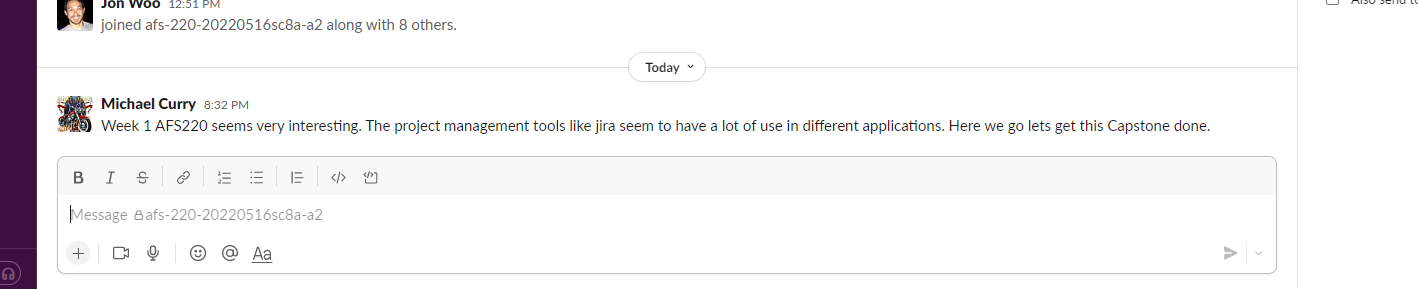 Jon Woo 12:51 PM
joined afs-220-20220516sc8a-a2 along with 8 others.
Also send to
Today
Michael Curry 8:32 PM
Week 1 AFS220 seems very interesting. The project management tools like jira seem to have a lot of use in different applications. Here we go lets get this Capstone done.
B I S
Message afs-220-20220516sc8a-a2
@ Aa